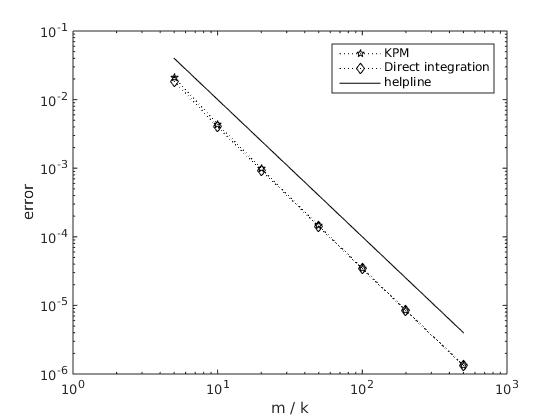 10^-1
10^-2
10^-3
10^-4
10^-5
10^-6
error
KPM
Direct integration
helpline
10^0 10^1 10^2 10^3
m / k